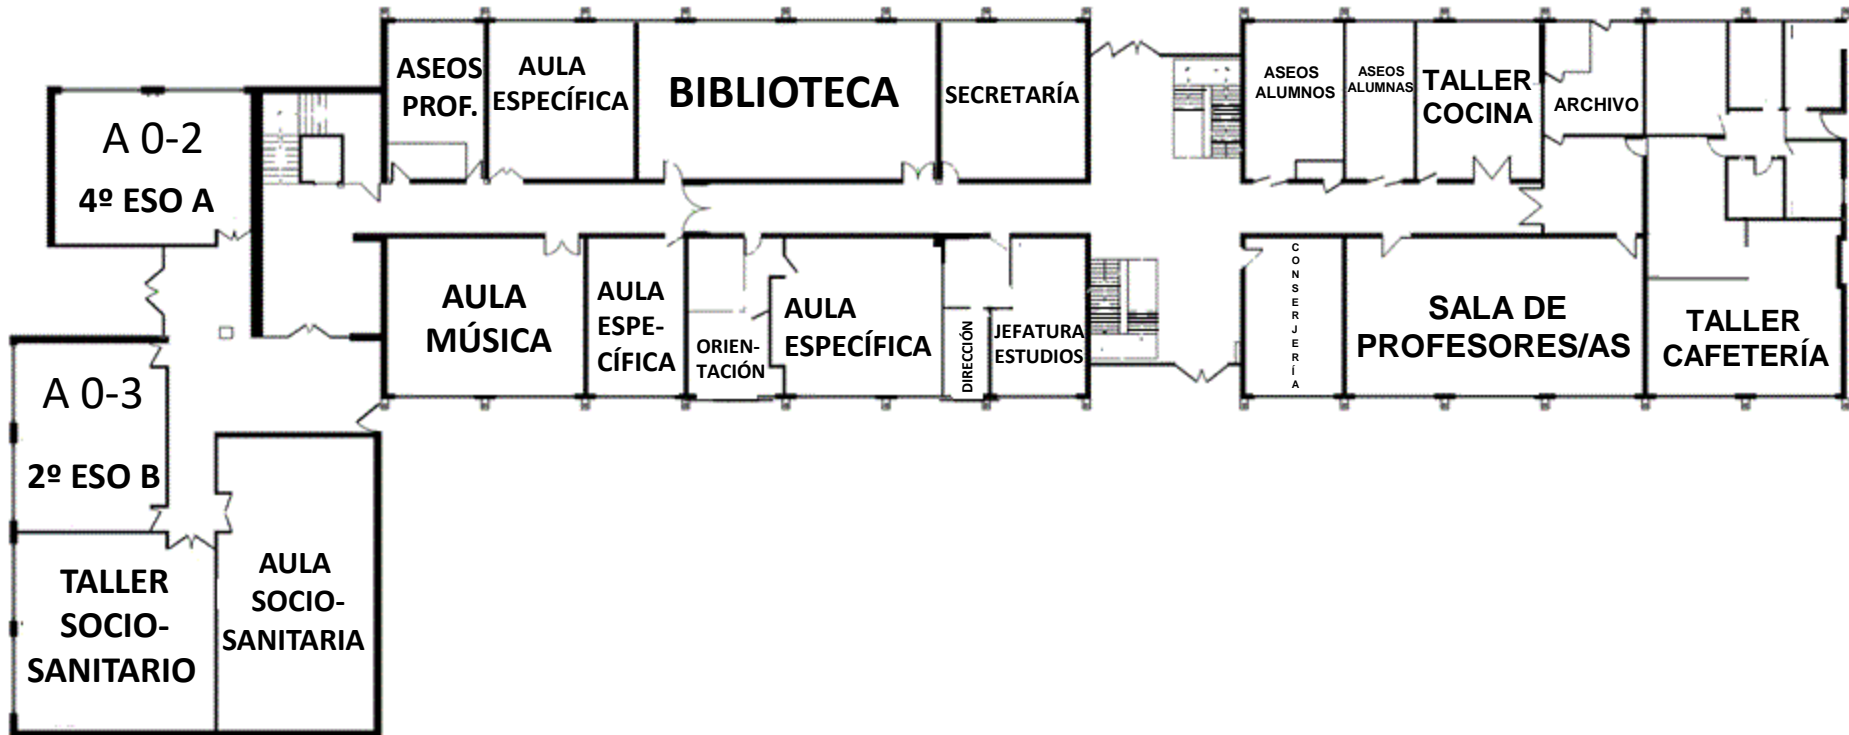 ASEOS
PROF.
AULA
ESPECÍFICA
BIBLIOTECA
SECRETARÍA
ASEOS
ALUMNOS
ASEOS
ALUMNAS
TALLER
COCINA
ARCHIVO
A 0-2
4º ESO A
AULA
MÚSICA
AULA
ESPE-
CÍFICA
ORIEN-
TACIÓN
AULA
ESPECÍFICA
DIRECCIÓN
JEFATURA
ESTUDIOS
CONSERJERÍA
SALA DE
PROFESORES/AS
TALLER
CAFETERÍA
A 0-3
2º ESO B
TALLER
SOCIO-
SANITARIO
AULA
SOCIO-
SANITARIA